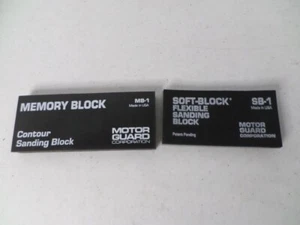 MEMORY BLOCK
MB-1
Made in USA
Contour
Sanding Block
MOTOR
GUARD
CORPORATION
SOFT-BLOCK
FLEXIBLE
SANDING
BLOCK
SB-1
Made in USA
Patent Pending
MOTOR
GUARD
CORPORATION